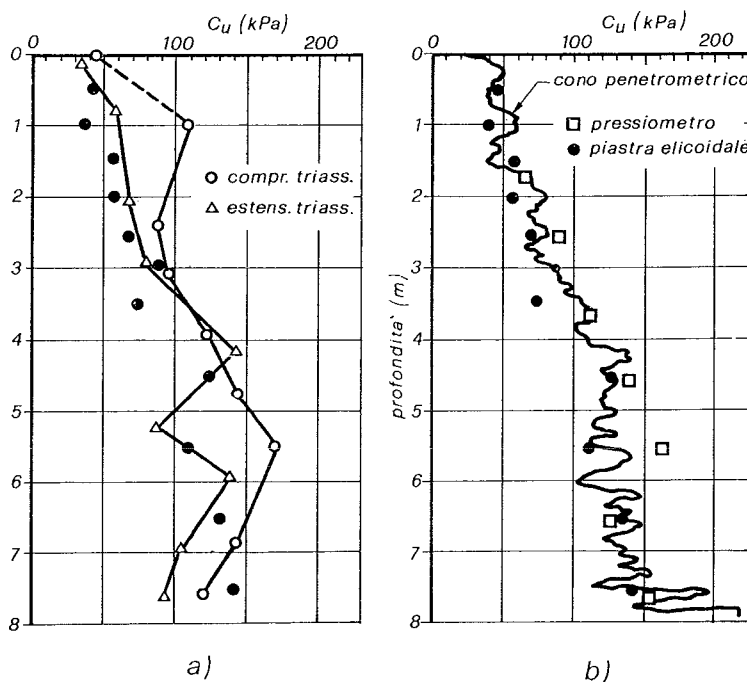 Cu (kPa)
0 100 200
0
1
2
3
4
5
6
7
8
compr. triass.
estens. triass.
a)
Cu (kPa)
0 100 200
0
1
2
3
4
5
6
7
8
profondita' (m)
cono penetrometrico
pressiometro
piastra elicoidale
b)